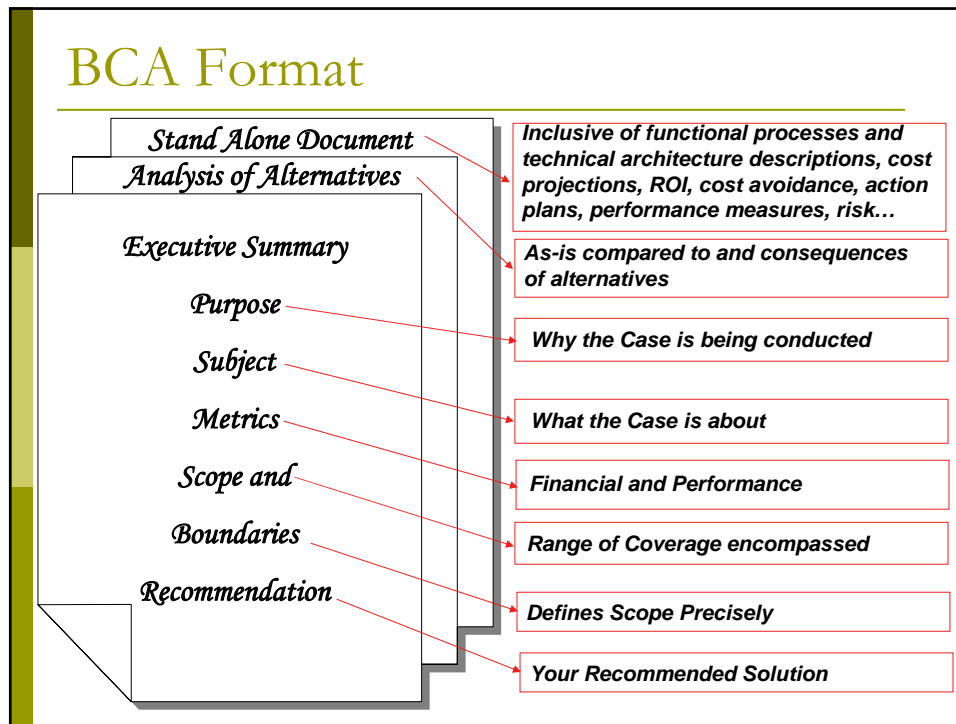 BCA Format
Stand Alone Document
Analysis of Alternatives
Executive Summary
Purpose
Subject
Metrics
Scope and
Boundaries
Recommendation
Inclusive of functional processes and
technical architecture descriptions, cost
projections, ROI, cost avoidance, action
plans, performance measures, risk…
As-is compared to and consequences
of alternatives
Why the Case is being conducted
What the Case is about
Financial and Performance
Range of Coverage encompassed
Defines Scope Precisely
Your Recommended Solution